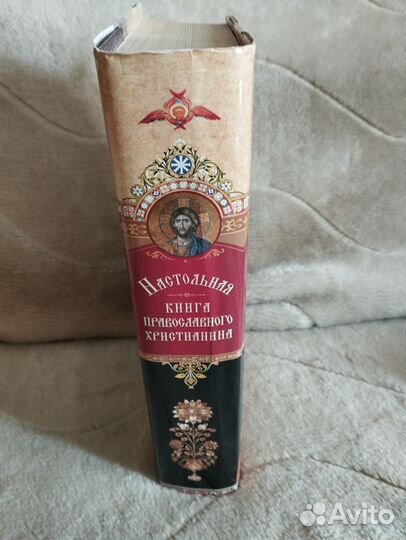 Настольная
книга
православного
христианина
Avito